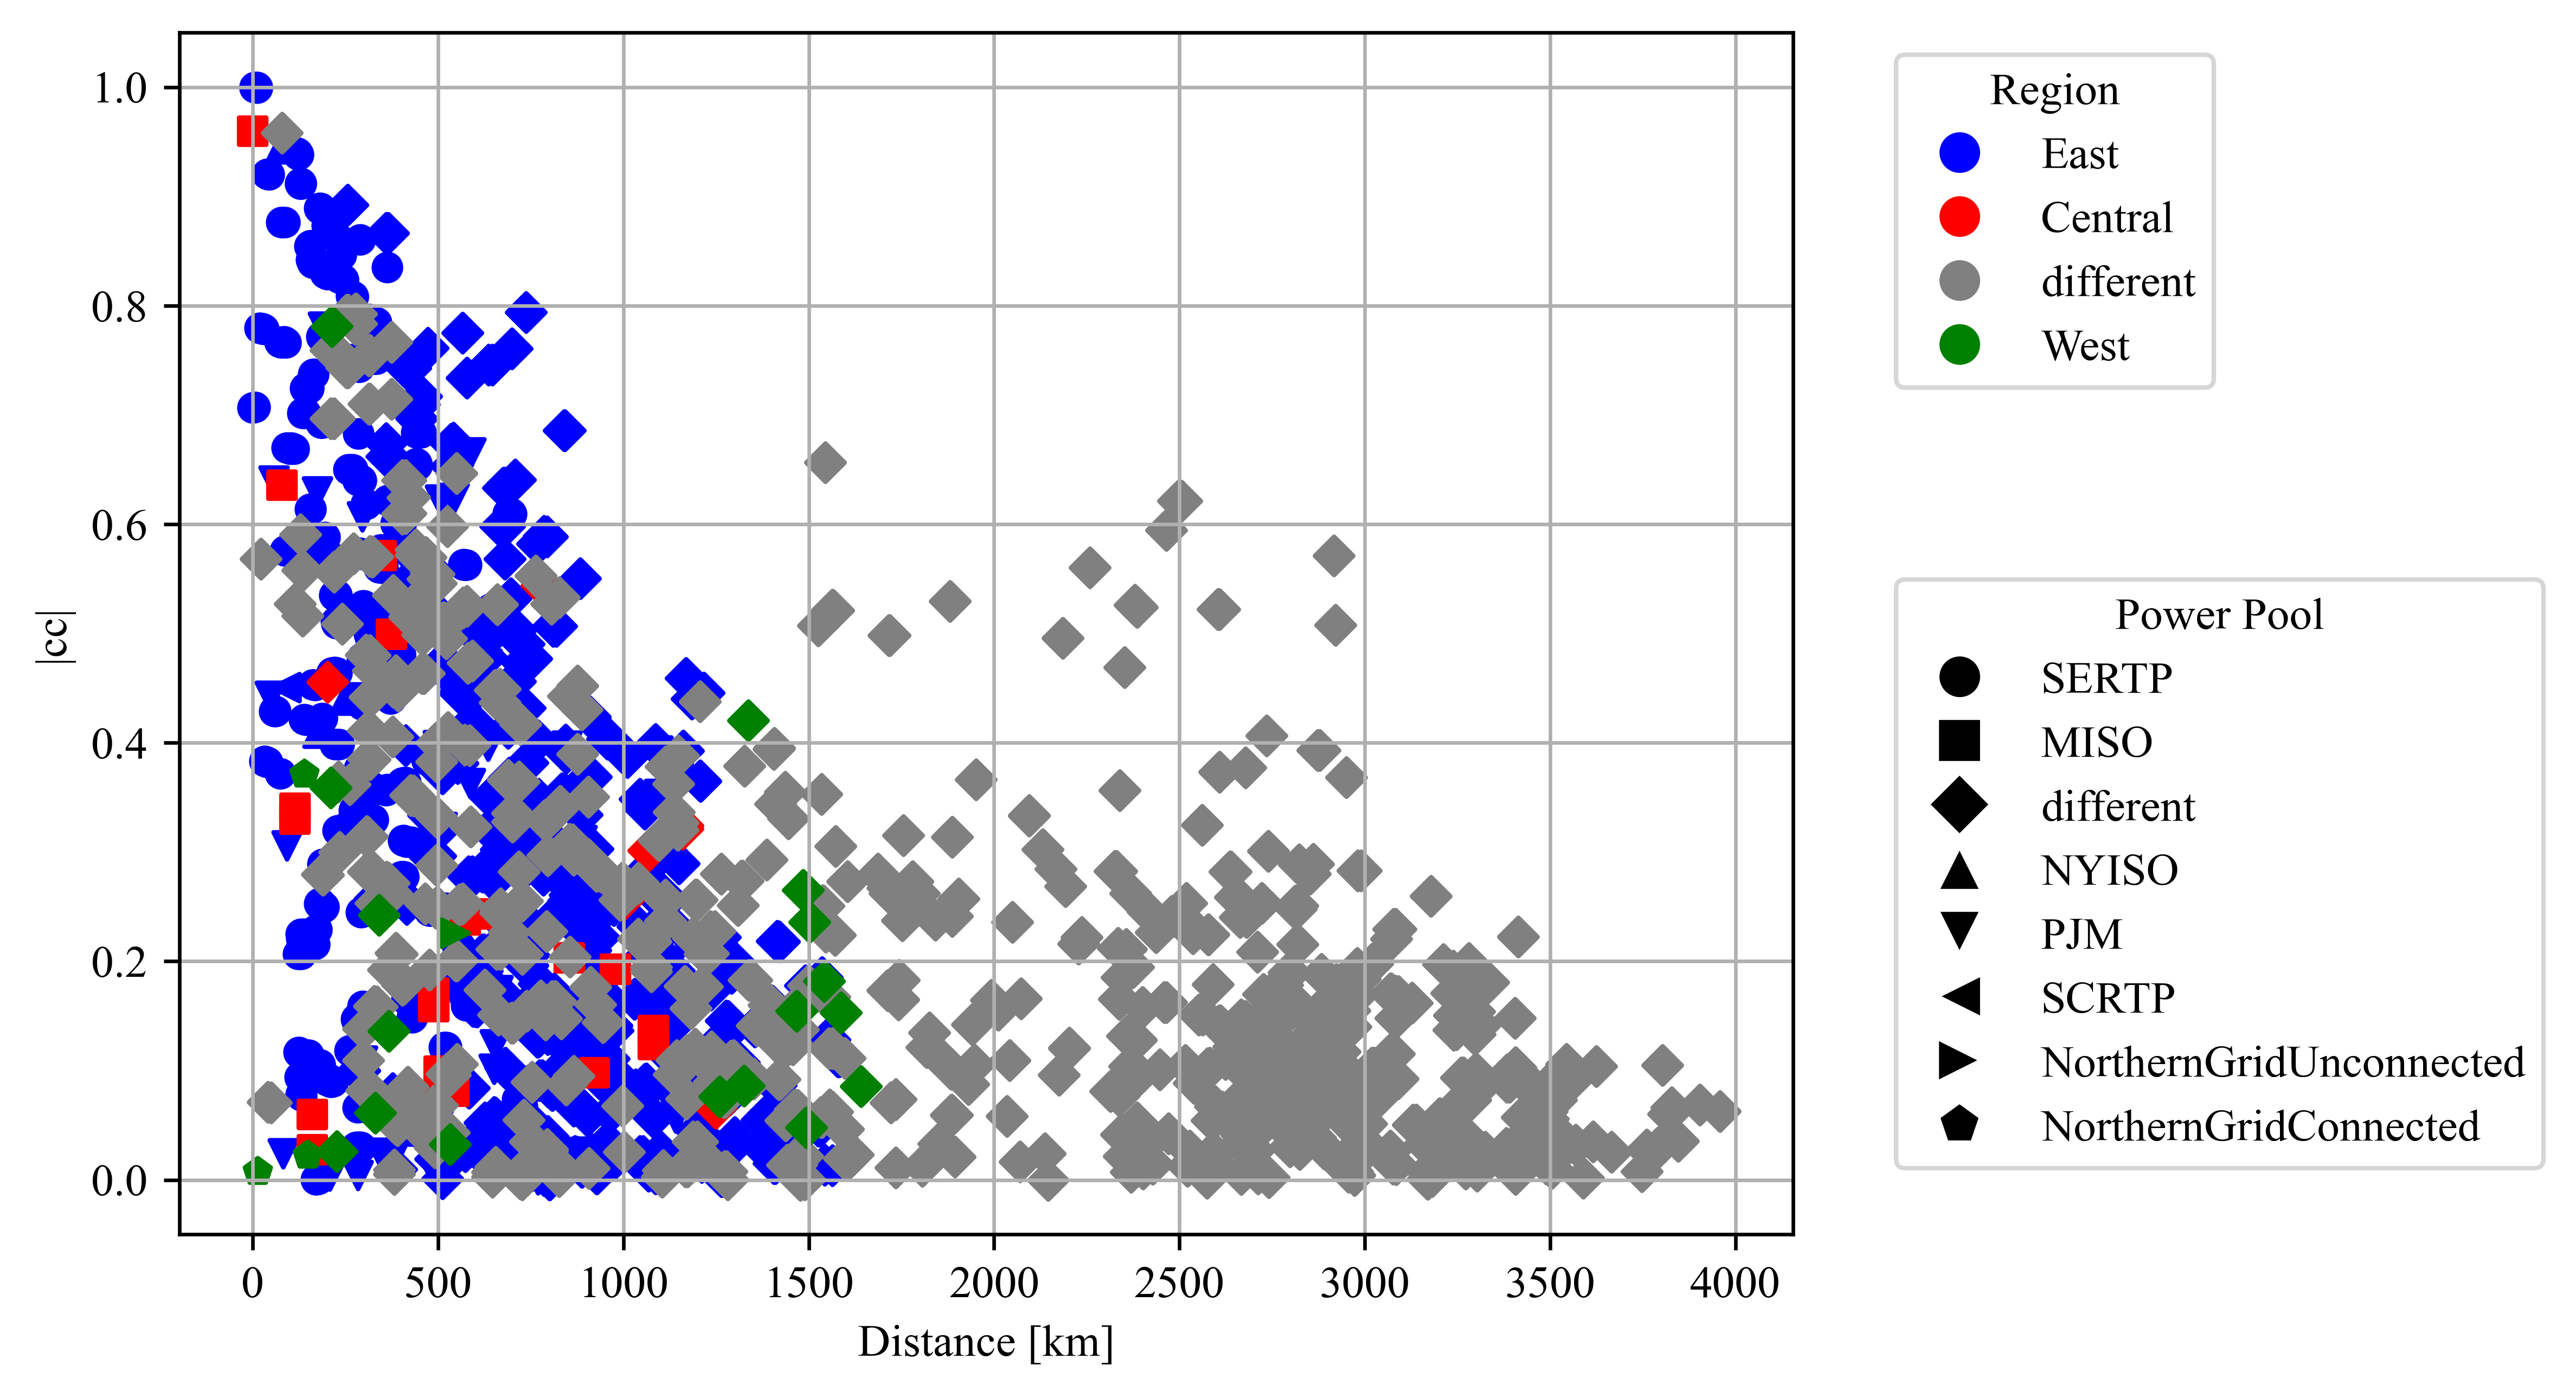 1.0
0.8
0.6
0.4
0.2
0.0
|cc|
0 500 1000 1500 2000 2500 3000 3500 4000
Distance [km]
Region
East
Central
different
West
Power Pool
SERTP
MISO
different
NYISO
PJM
SCRTP
NorthernGridUnconnected
NorthernGridConnected